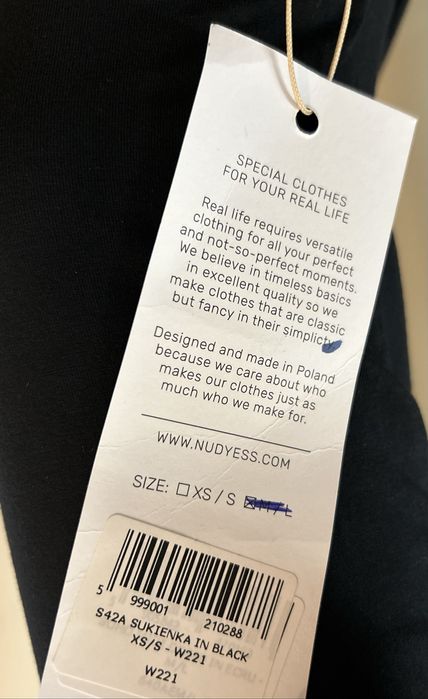 SPECIAL CLOTHES
FOR YOUR REAL LIFE
Real life requires versatile
clothing for all your perfect
and not-so-perfect moments.
We believe in timeless basics
in excellent quality so we
make clothes that are classic
but fancy in their simplicty
Designed and made in Poland
because we care about who
makes our clothes just as
much who we make for.
WWW.NUDYESS.COM
SIZE: ☐ XS / S ☒ M / L
5 999001 210288
S42A SUKIENKA IN BLACK
XS/S - W221
W221